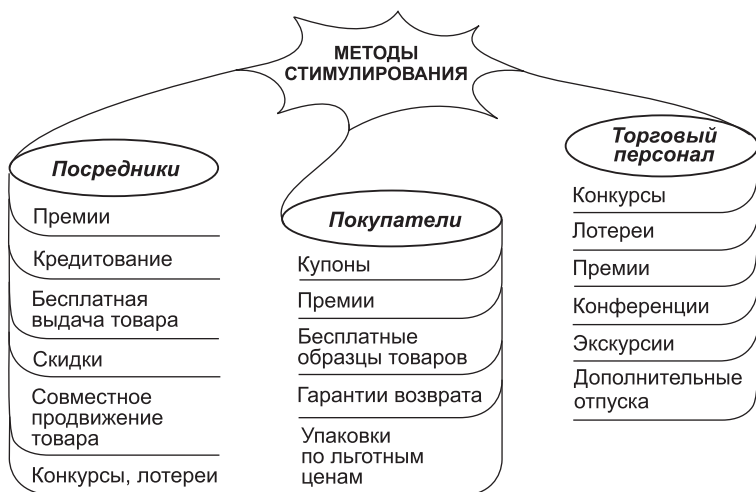 МЕТОДЫ
СТИМУЛИРОВАНИЯ
Посредники
Премии
Кредитование
Бесплатная
выдача товара
Скидки
Совместное
продвижение
товара
Конкурсы, лотереи
Покупатели
Купоны
Премии
Бесплатные
образцы товаров
Гарантии возврата
Упаковки
по льготным
ценам
Торговый
персонал
Конкурсы
Лотереи
Премии
Конференции
Экскурсии
Дополнительные
отпуска